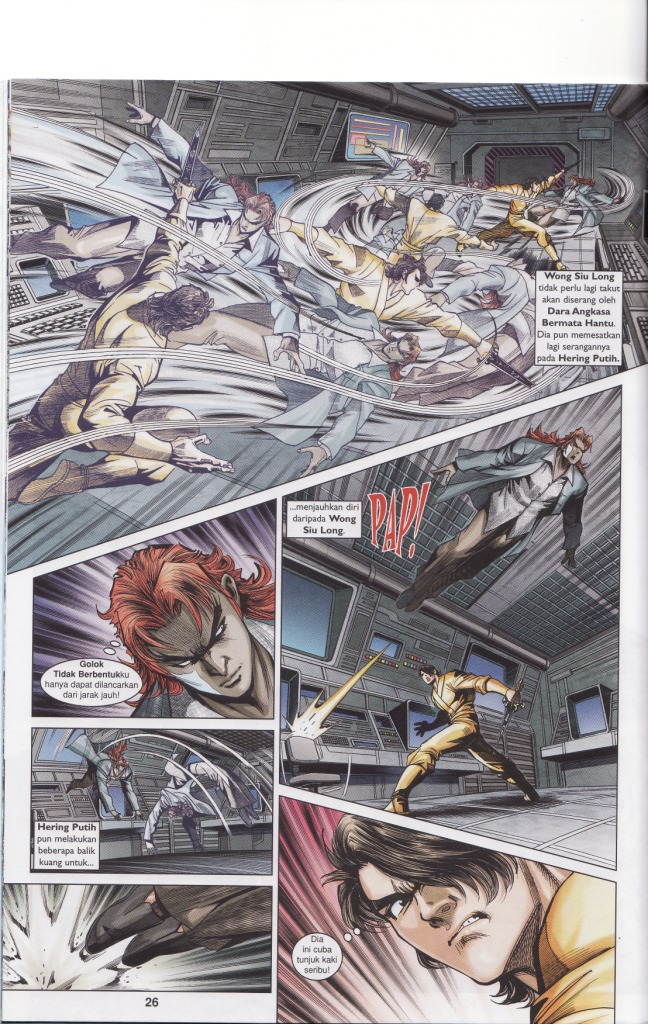 Wong Siu Long
tidak perlu lagi takut
akan diserang oleh
Dara Angkasa
Bermata Hantu.
Dia pun memesatkan
lagi serangannya
pada Hering Putih.
Golok
Tidak Berbentukku
hanya dapat dilancarkan
dari jarak jauh!
Hering Putih
pun melakukan
beberapa balik
kuang untuk...
...menjauhkan diri
daripada Wong
Siu Long.
PAP!
Dia
ini cuba
tunjuk kaki
seribu!
26